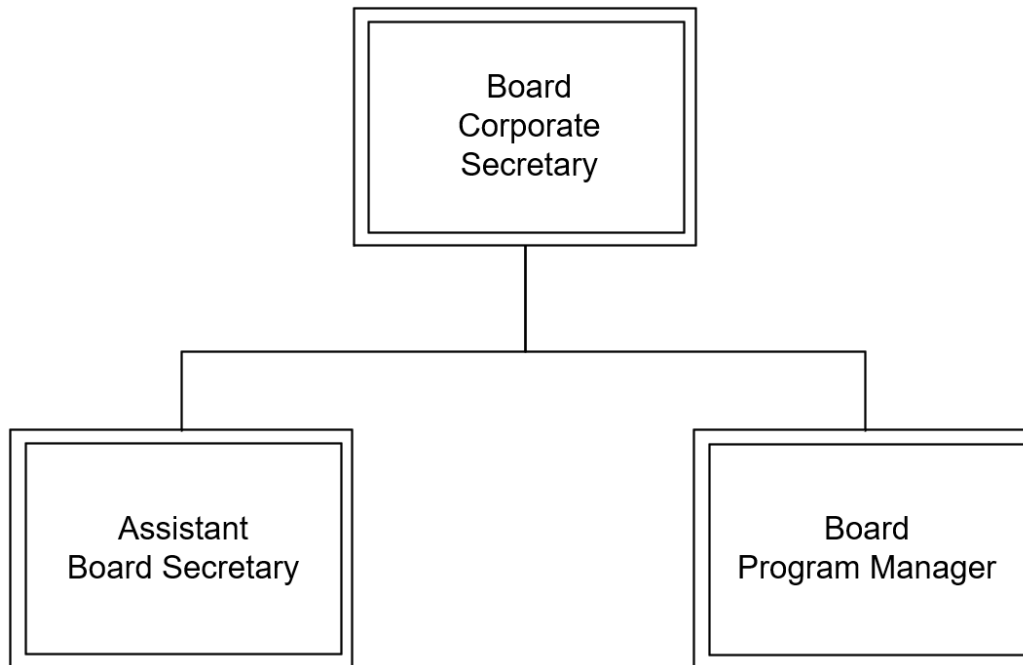 Board
Corporate
Secretary
Assistant
Board Secretary
Board
Program Manager